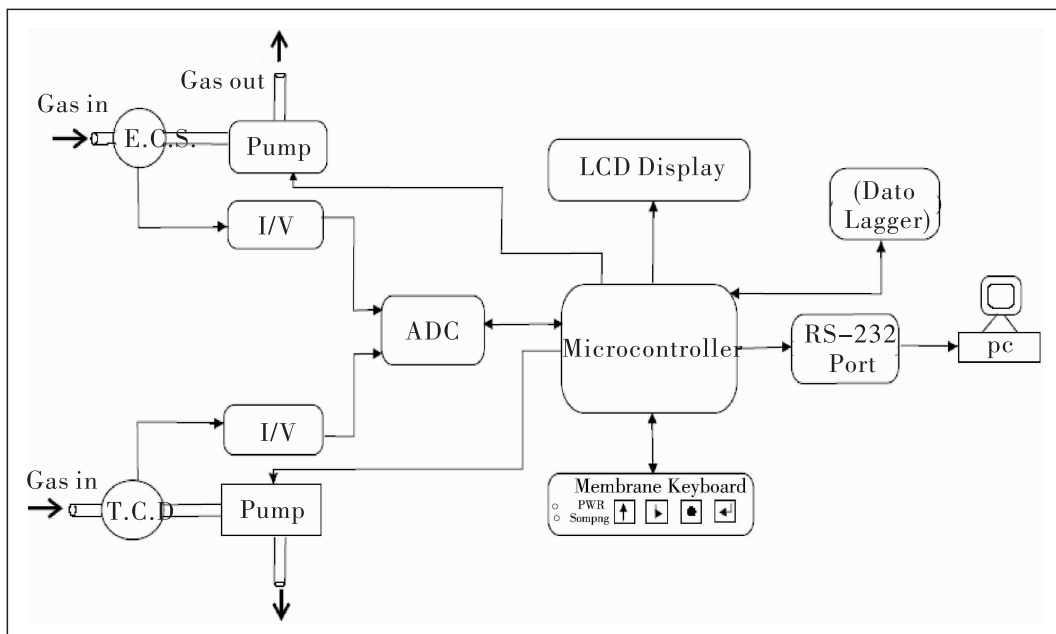 Gas out
Gas in
E.C.S.
Pump
I/V
LCD Display
(Dato
Lagger)
ADC
Microcontroller
RS-232
Port
pc
I/V
Gas in
T.C.D
Pump
Membrane Keyboard
PWR
Sompng